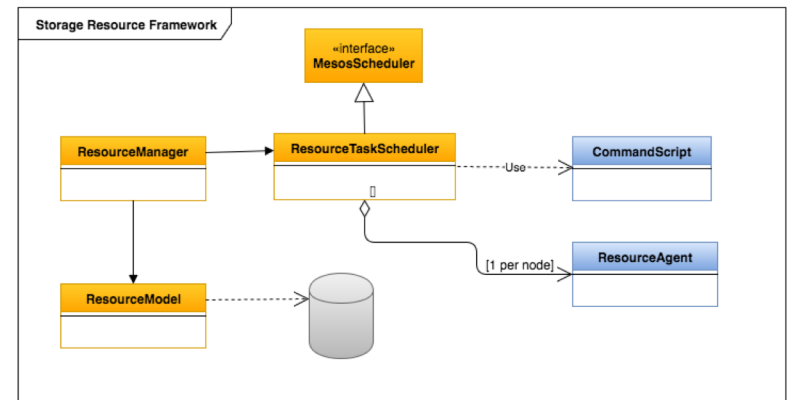 Storage Resource Framework
«interface»
MesosScheduler
ResourceManager
ResourceTaskScheduler
CommandScript
Use
[1 per node]
ResourceAgent
ResourceModel